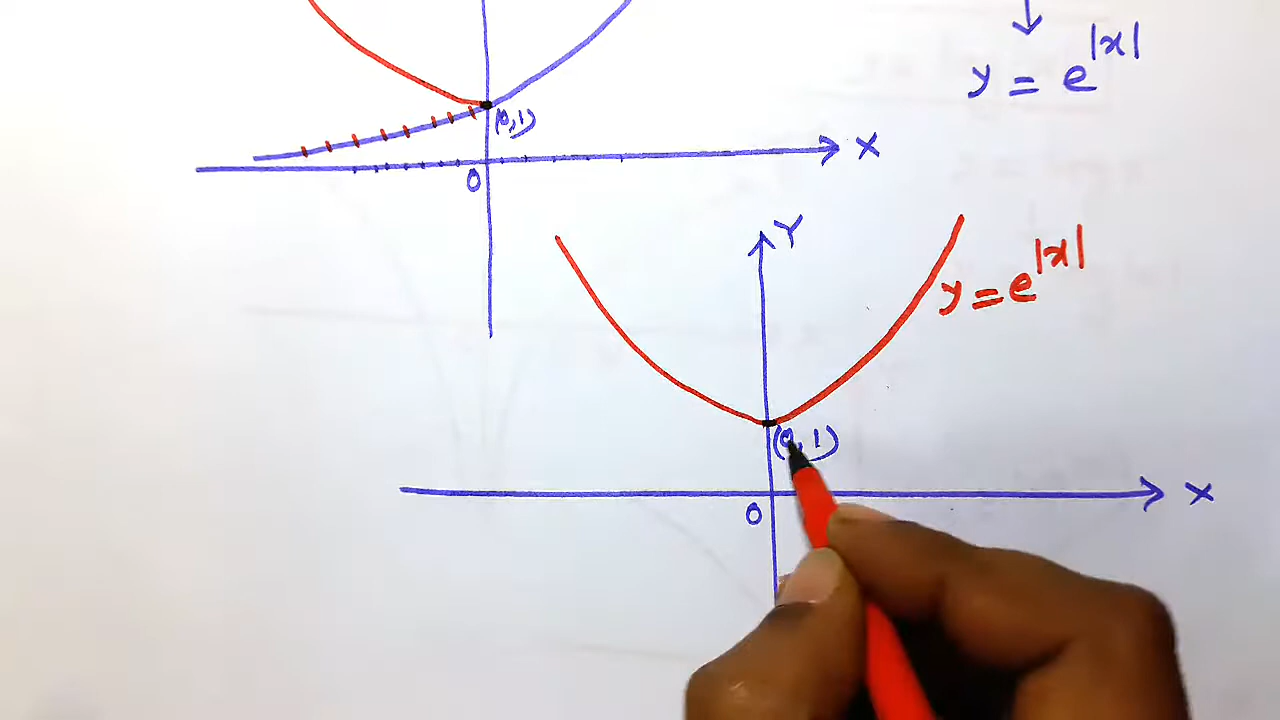 y = e^|x|
(0,1)
X
0
Y
y = e^|x|
(0, 1)
X
0